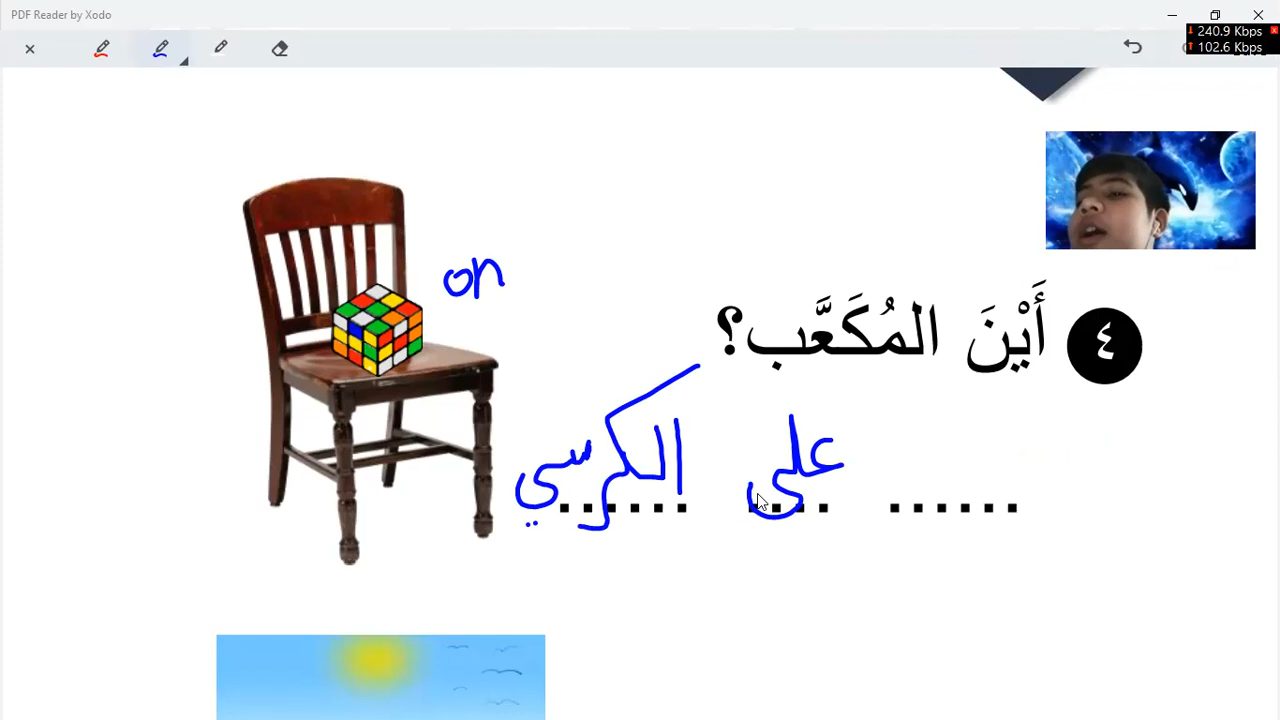 PDF Reader by Xodo
240.9 Kbps
102.6 Kbps
on
٤ أَيْنَ المُكَعَّب؟
...... على .... الكرسي ......